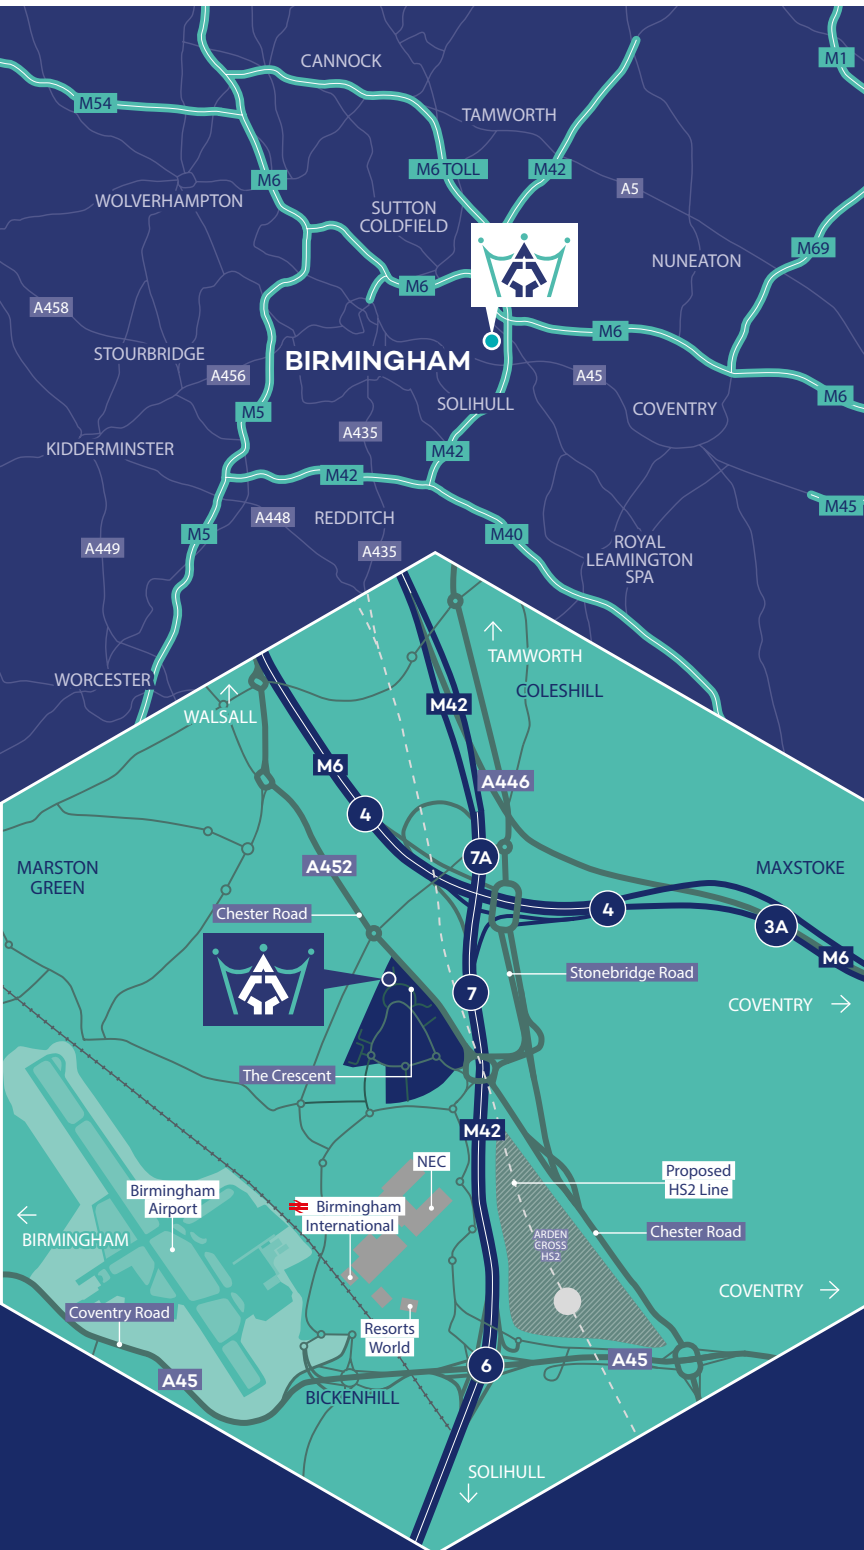 CANNOCK
M1
M54
TAMWORTH
M6 TOLL
M42
M6
A5
WOLVERHAMPTON
SUTTON
COLDFIELD
M69
NUNEATON
M6
A458
M6
STOURBRIDGE
BIRMINGHAM
A456
A45
M6
M5
SOLIHULL
COVENTRY
A435
KIDDERMINSTER
M42
M42
M45
A448
REDDITCH
M5
M40
A449
A435
ROYAL
LEAMINGTON
SPA
TAMWORTH
WORCESTER
COLESHILL
M42
WALSALL
M6
A446
4
7A
A452
MARSTON
GREEN
MAXSTOKE
4
Chester Road
3A
M6
Stonebridge Road
7
COVENTRY
The Crescent
M42
NEC
Proposed
HS2 Line
Birmingham
Airport
Birmingham
International
BIRMINGHAM
ARDEN
CROSS
HS2
Chester Road
COVENTRY
Coventry Road
Resorts
World
A45
6
A45
BICKENHILL
SOLIHULL